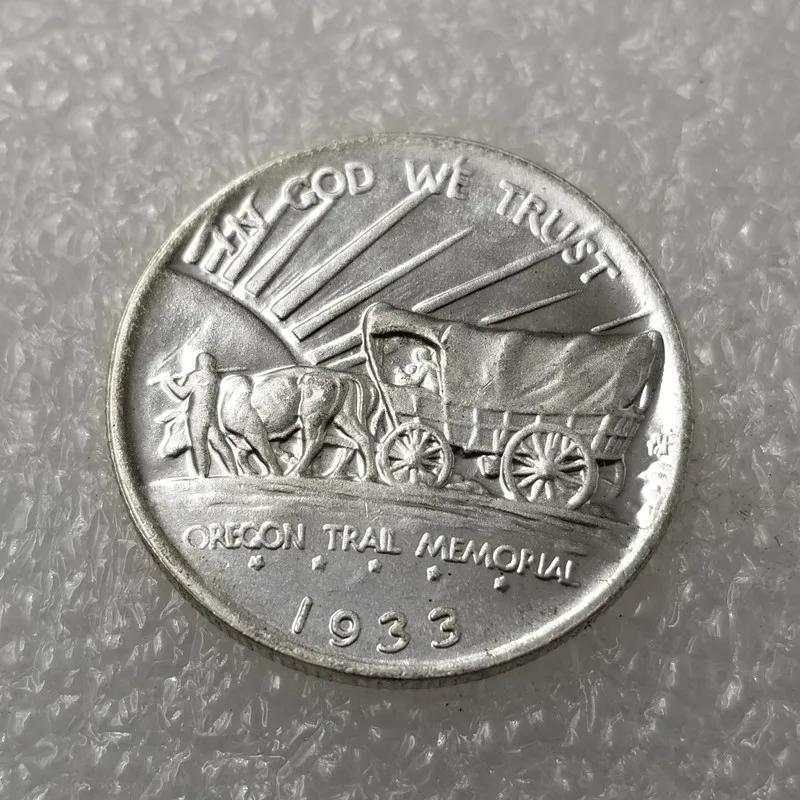 IN GOD WE TRUST
OREGON TRAIL MEMORIAL
1933